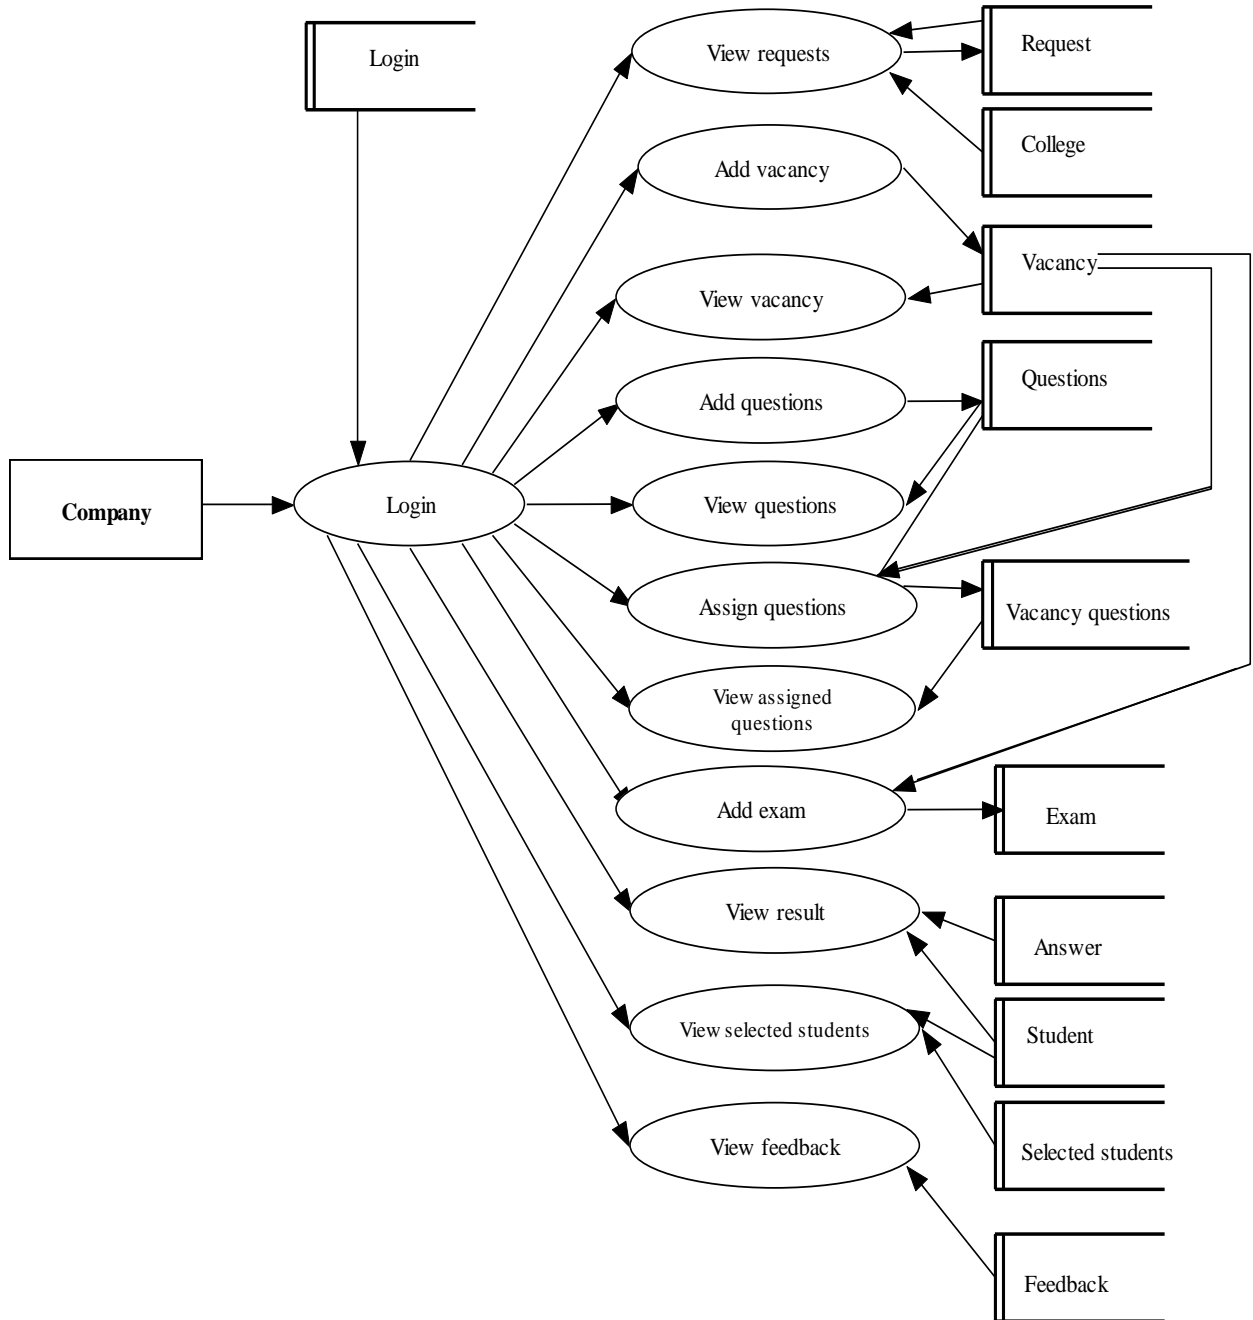 Login
View requests
Request
College
Add vacancy
Vacancy
View vacancy
Questions
Add questions
Company
Login
View questions
Assign questions
Vacancy questions
View assigned
questions
Add exam
Exam
View result
Answer
View selected students
Student
View feedback
Selected students
Feedback